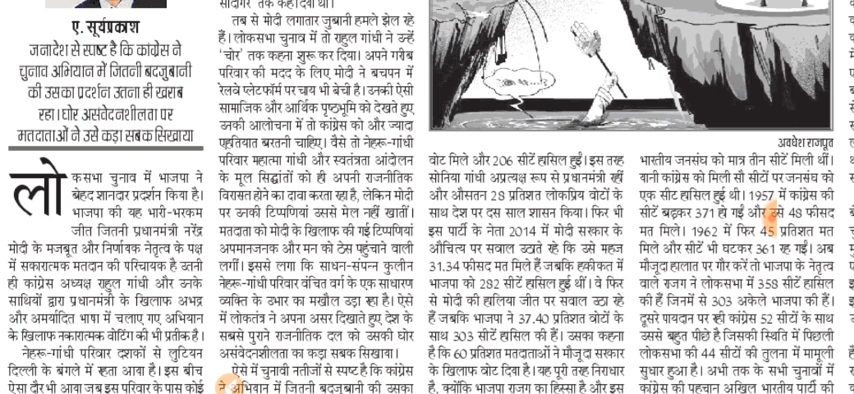 ए. सूर्यप्रकाश
जनादेश से स्पष्ट है कि कांग्रेस ने
चुनाव अभियान में जितनी बदजुबानी
की उसका प्रदर्शन उतना ही खराब
रहा। घोर असंवेदनशीलता पर
मतदाताओं ने उसे कड़ा सबक सिखाया
लोकसभा चुनाव में भाजपा ने
बेहद शानदार प्रदर्शन किया है।
भाजपा की यह भारी-भरकम
जीत जितनी प्रधानमंत्री नरेंद्र
मोदी के मजबूत और निर्णायक नेतृत्व के पक्ष
में सकारात्मक मतदान की परिचायक है उतनी
ही कांग्रेस अध्यक्ष राहुल गांधी और उनके
साथियों द्वारा प्रधानमंत्री के खिलाफ अभद्र
और अमर्यादित भाषा में चलाए गए अभियान
के खिलाफ नकारात्मक वोटिंग की भी प्रतीक है।
नेहरू-गांधी परिवार दशकों से लुटियन
दिल्ली के बंगले में रहता आया है। इस बीच
ऐसा दौर भी आया जब इस परिवार के पास कोई
सौदागर तक कहा दिया था।
तब से मोदी लगातार जुबानी हमले झेल रहे
हैं। लोकसभा चुनाव में तो राहुल गांधी ने उन्हें
'चोर' तक कहना शुरू कर दिया। अपने गरीब
परिवार की मदद के लिए मोदी ने बचपन में
रेलवे प्लेटफॉर्म पर चाय भी बेची है। उनकी ऐसी
सामाजिक और आर्थिक पृष्ठभूमि को देखते हुए
उनकी आलोचना में तो कांग्रेस को और ज्यादा
एहतियात बरतनी चाहिए। वैसे तो नेहरू-गांधी
परिवार महात्मा गांधी और स्वतंत्रता आंदोलन
के मूल सिद्धांतों को ही अपनी राजनीतिक
विरासत होने का दावा करता रहा है, लेकिन मोदी
पर उनकी टिप्पणियां उससे मेल नहीं खातीं।
मतदाता को मोदी के खिलाफ की गई टिप्पणियां
अपमानजनक और मन को ठेस पहुंचाने वाली
लगीं। इससे लगा कि साधन-संपन्न कुलीन
नेहरू-गांधी परिवार वंचित वर्ग के एक साधारण
व्यक्ति के उभार का मखौल उड़ा रहा है। ऐसे
में लोकतंत्र ने अपना असर दिखाते हुए देश के
सबसे पुराने राजनीतिक दल को उसकी घोर
असंवेदनशीलता का कड़ा सबक सिखाया।
ऐसे में चुनावी नतीजों से स्पष्ट है कि कांग्रेस
ने अभियान में जितनी बदजुबानी की उसका
अवधेश राजपूत
वोट मिले और 206 सीटें हासिल हुईं। इस तरह
सोनिया गांधी अप्रत्यक्ष रूप से प्रधानमंत्री रहीं
और औसतन 28 प्रतिशत लोकप्रिय वोटों के
साथ देश पर दस साल शासन किया। फिर भी
इस पार्टी के नेता 2014 में मोदी सरकार के
औचित्य पर सवाल उठाते रहे कि उसे महज
31.34 फीसद मत मिले हैं जबकि हकीकत में
भाजपा को 282 सीटें हासिल हुई थीं। वे फिर
से मोदी की हालिया जीत पर सवाल उठा रहे
हैं जबकि भाजपा ने 37.40 प्रतिशत वोटों के
साथ 303 सीटें हासिल की हैं। उसका कहना
है कि 60 प्रतिशत मतदाताओं ने मौजूदा सरकार
के खिलाफ वोट दिया है। यह पूरी तरह निराधार
है, क्योंकि भाजपा राजग का हिस्सा है और इस
भारतीय जनसंघ को मात्र तीन सीटें मिली थीं।
यानी कांग्रेस को मिली सौ सीटों पर जनसंघ को
एक सीट हासिल हुई थी। 1957 में कांग्रेस की
सीटें बढ़कर 371 हो गईं और उसे 48 फीसद
मत मिले। 1962 में फिर 45 प्रतिशत मत
मिले और सीटें भी घटकर 361 रह गईं। अब
मौजूदा हालात पर गौर करें तो भाजपा के नेतृत्व
वाले राजग ने लोकसभा में 358 सीटें हासिल
की हैं जिनमें से 303 अकेले भाजपा की हैं।
दूसरे पायदान पर रही कांग्रेस 52 सीटों के साथ
उससे बहुत पीछे है जिसकी स्थिति में पिछली
लोकसभा की 44 सीटों की तुलना में मामूली
सुधार हुआ है। अभी तक के सभी चुनावों में
कांग्रेस की पहचान अखिल भारतीय पार्टी की